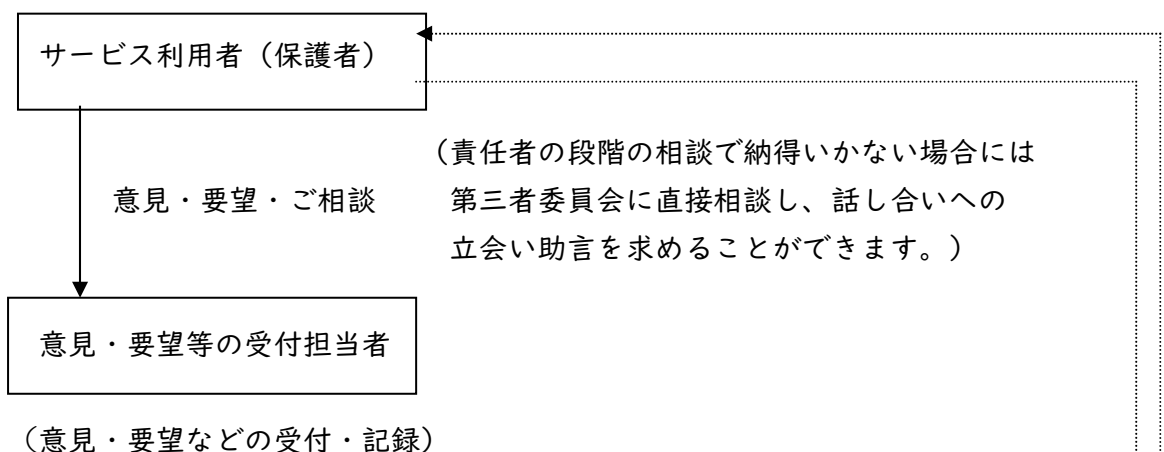 サービス利用者（保護者）
（責任者の段階の相談で納得いかない場合には
意見・要望・ご相談
第三者委員会に直接相談し、話し合いへの
立会い助言を求めることができます。）
意見・要望等の受付担当者
（意見・要望などの受付・記録）